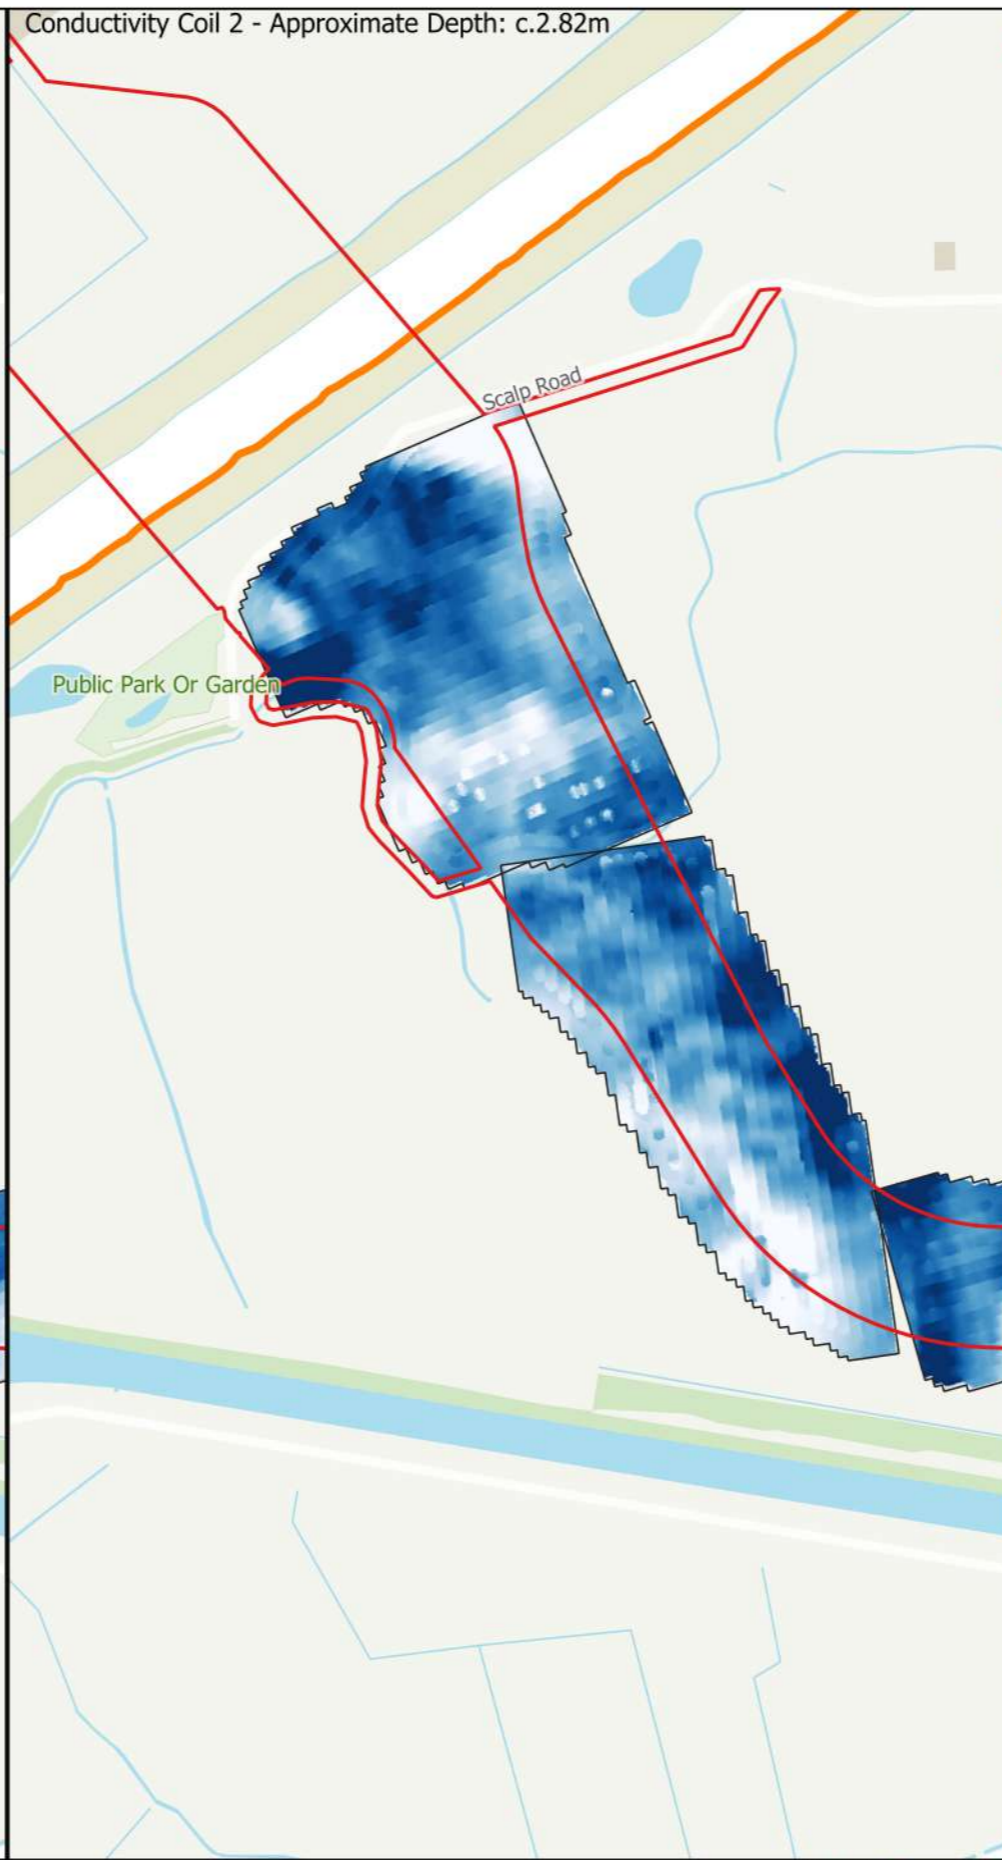 Conductivity Coil 2 - Approximate Depth: c.2.82m
Scalp Road
Public Park Or Garden